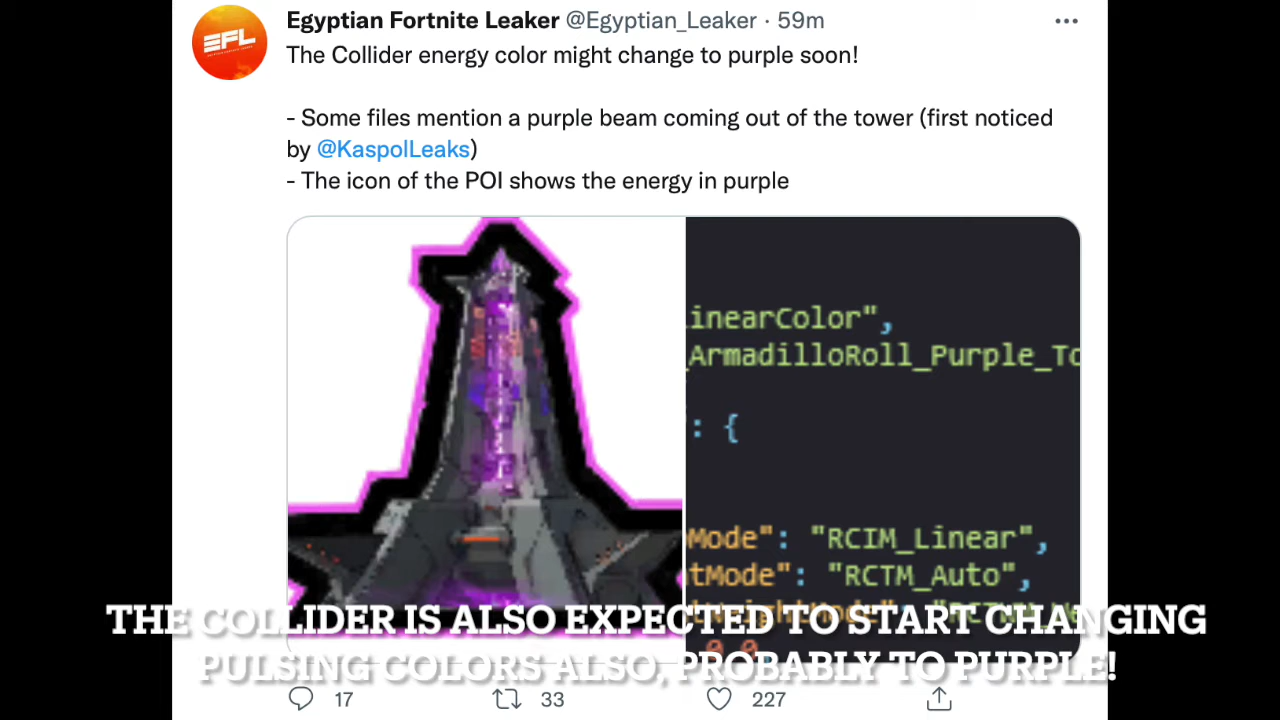 EFL
Egyptian Fortnite Leaker @Egyptian_Leaker · 59m
The Collider energy color might change to purple soon!
- Some files mention a purple beam coming out of the tower (first noticed
by @KaspolLeaks)
- The icon of the POI shows the energy in purple
inearColor",
_ArmadilloRoll_Purple_To
: {
Mode": "RCIM_Linear",
tMode": "RCTM_Auto",
THE COLLIDER IS ALSO EXPECTED TO START CHANGING
PULSING COLORS ALSO, PROBABLY TO PURPLE!
17 33 227